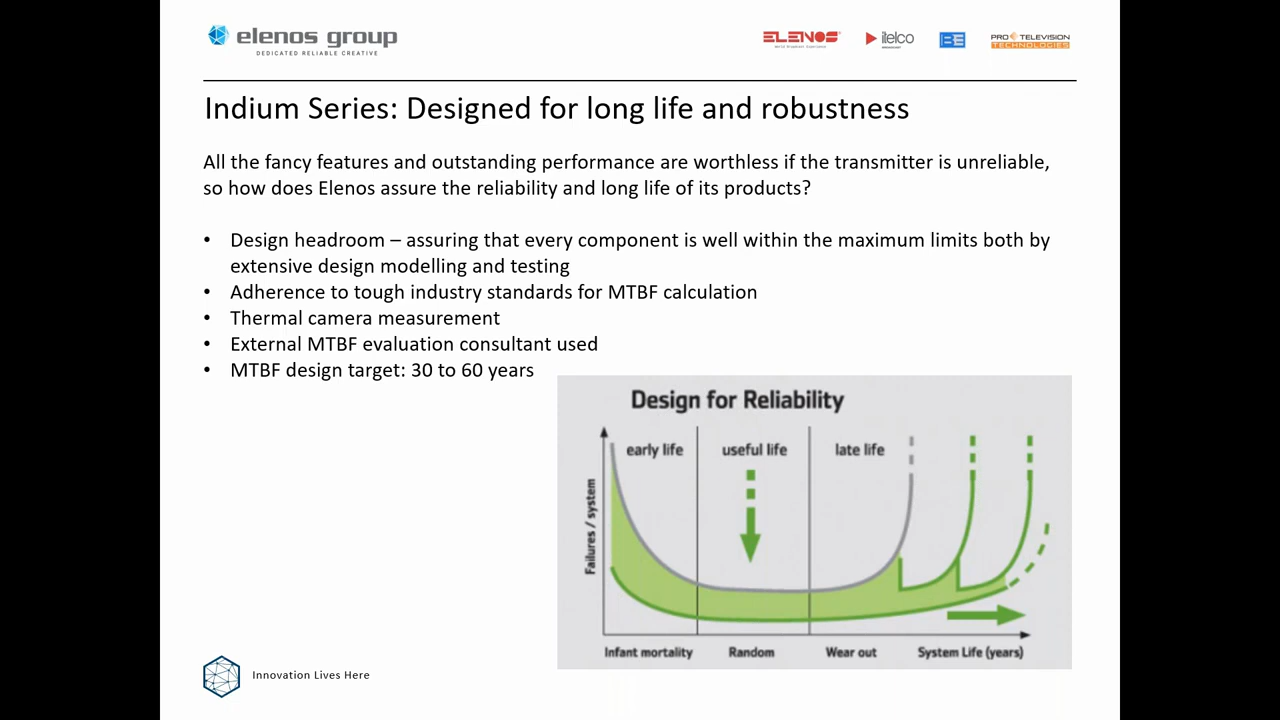 elenos group
DEDICATED RELIABLE CREATIVE
ELENOS
itelco
BE
PRO TELEVISION
TECHNOLOGIES
Indium Series: Designed for long life and robustness
All the fancy features and outstanding performance are worthless if the transmitter is unreliable,
so how does Elenos assure the reliability and long life of its products?
• Design headroom – assuring that every component is well within the maximum limits both by
extensive design modelling and testing
• Adherence to tough industry standards for MTBF calculation
• Thermal camera measurement
• External MTBF evaluation consultant used
• MTBF design target: 30 to 60 years
Design for Reliability
early life
useful life
late life
Failures / system
Infant mortality
Random
Wear out
System Life (years)
Innovation Lives Here